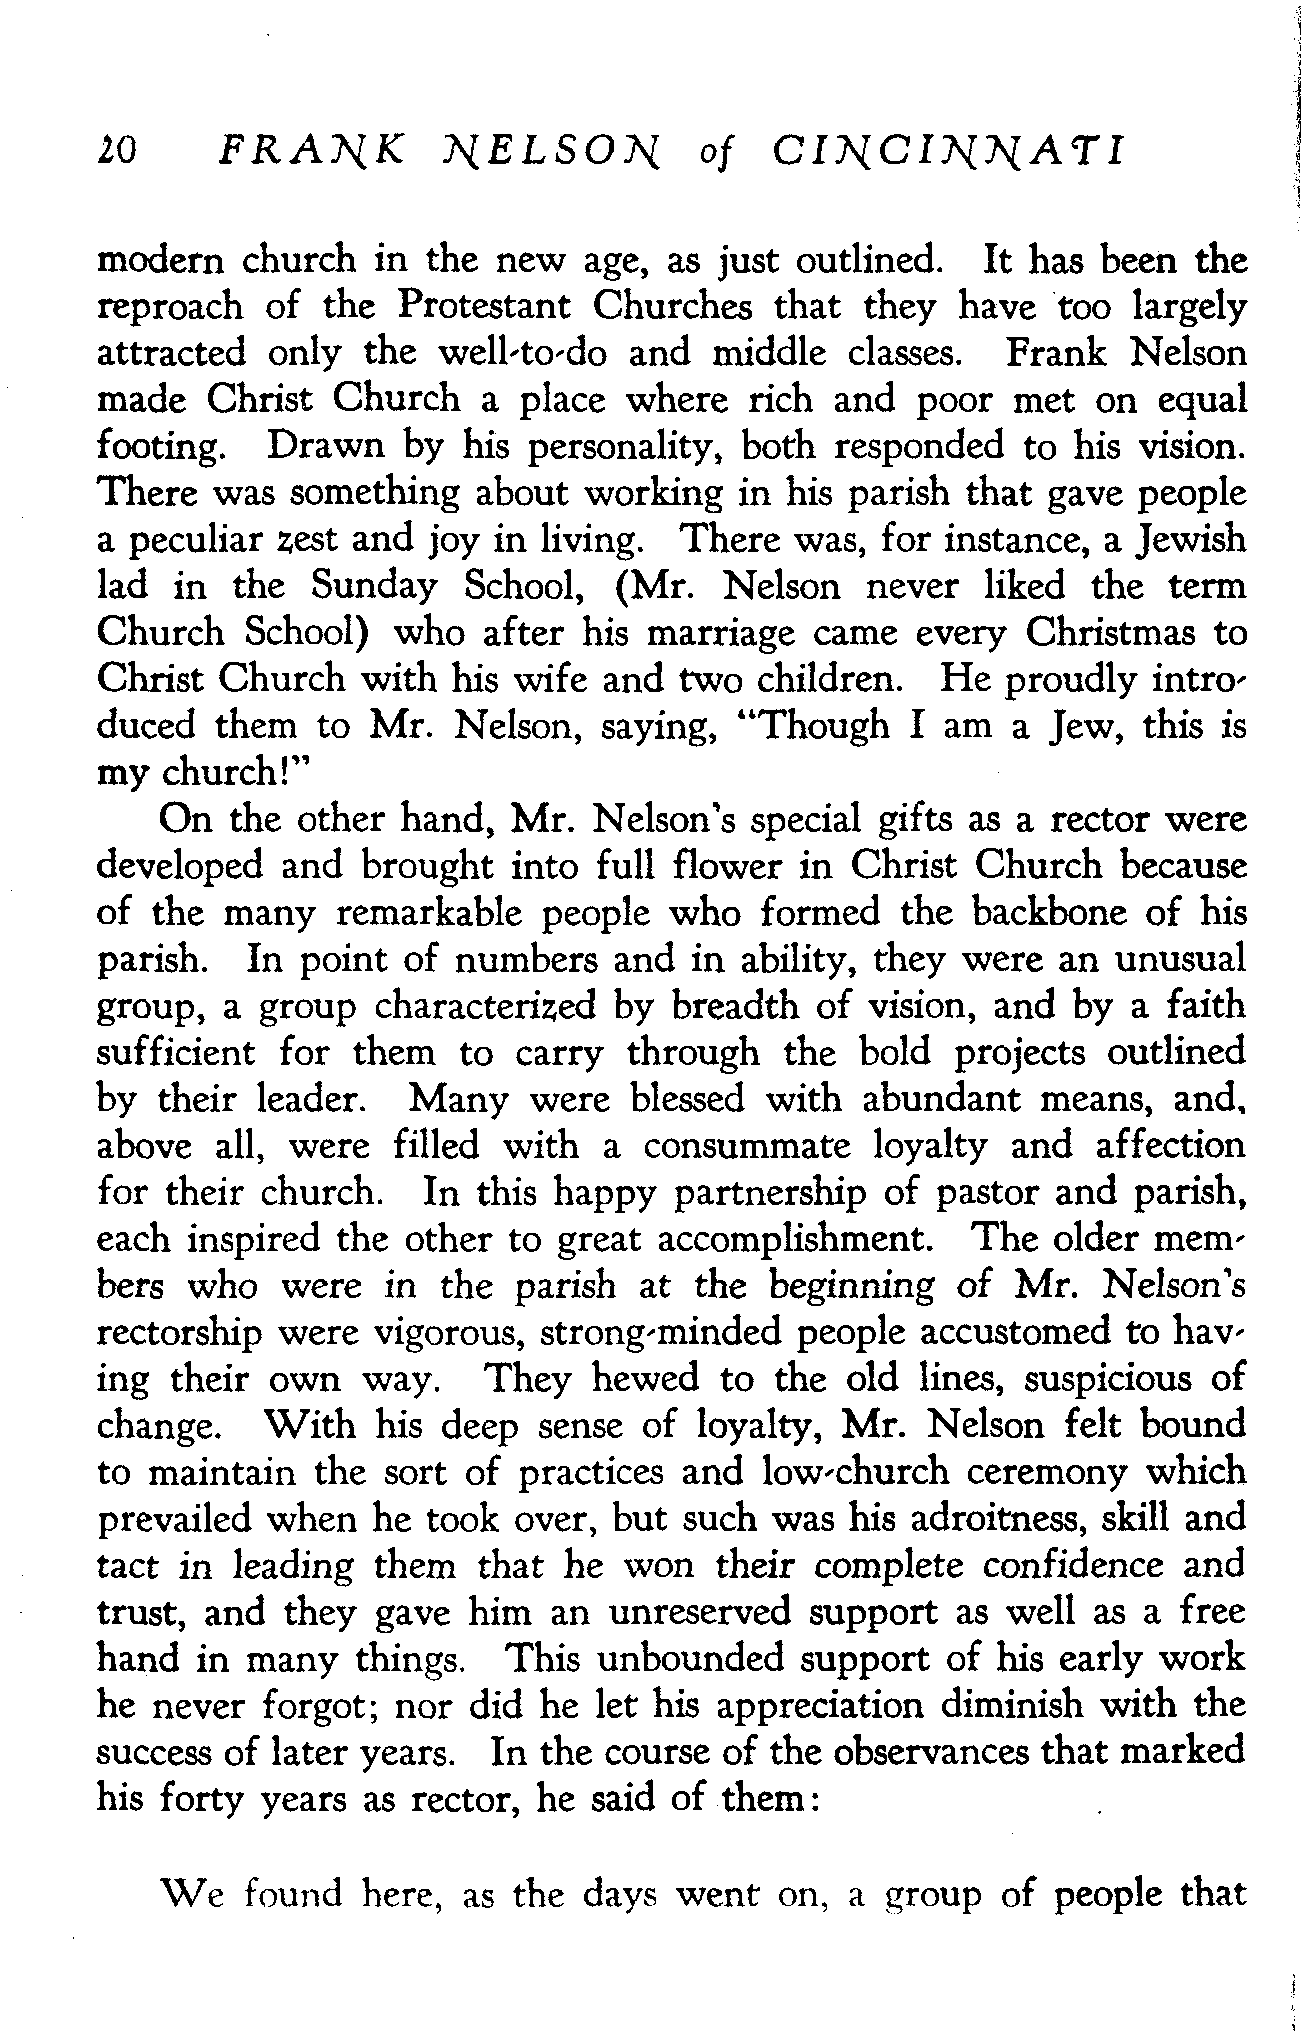 20 FRANK NELSON of CINCINNATI
modern church in the new age, as just outlined. It has been the
reproach of the Protestant Churches that they have too largely
attracted only the well-to-do and middle classes. Frank Nelson
made Christ Church a place where rich and poor met on equal
footing. Drawn by his personality, both responded to his vision.
There was something about working in his parish that gave people
a peculiar zest and joy in living. There was, for instance, a Jewish
lad in the Sunday School, (Mr. Nelson never liked the term
Church School) who after his marriage came every Christmas to
Christ Church with his wife and two children. He proudly intro-
duced them to Mr. Nelson, saying, "Though I am a Jew, this is
my church!"
On the other hand, Mr. Nelson's special gifts as a rector were
developed and brought into full flower in Christ Church because
of the many remarkable people who formed the backbone of his
parish. In point of numbers and in ability, they were an unusual
group, a group characterized by breadth of vision, and by a faith
sufficient for them to carry through the bold projects outlined
by their leader. Many were blessed with abundant means, and,
above all, were filled with a consummate loyalty and affection
for their church. In this happy partnership of pastor and parish,
each inspired the other to great accomplishment. The older mem-
bers who were in the parish at the beginning of Mr. Nelson's
rectorship were vigorous, strong-minded people accustomed to hav-
ing their own way. They hewed to the old lines, suspicious of
change. With his deep sense of loyalty, Mr. Nelson felt bound
to maintain the sort of practices and low-church ceremony which
prevailed when he took over, but such was his adroitness, skill and
tact in leading them that he won their complete confidence and
trust, and they gave him an unreserved support as well as a free
hand in many things. This unbounded support of his early work
he never forgot; nor did he let his appreciation diminish with the
success of later years. In the course of the observances that marked
his forty years as rector, he said of them:
We found here, as the days went on, a group of people that